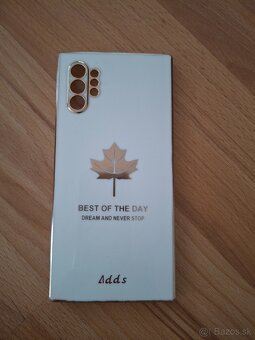 BEST OF THE DAY
DREAM AND NEVER STOP
Adds
Bazos.sk